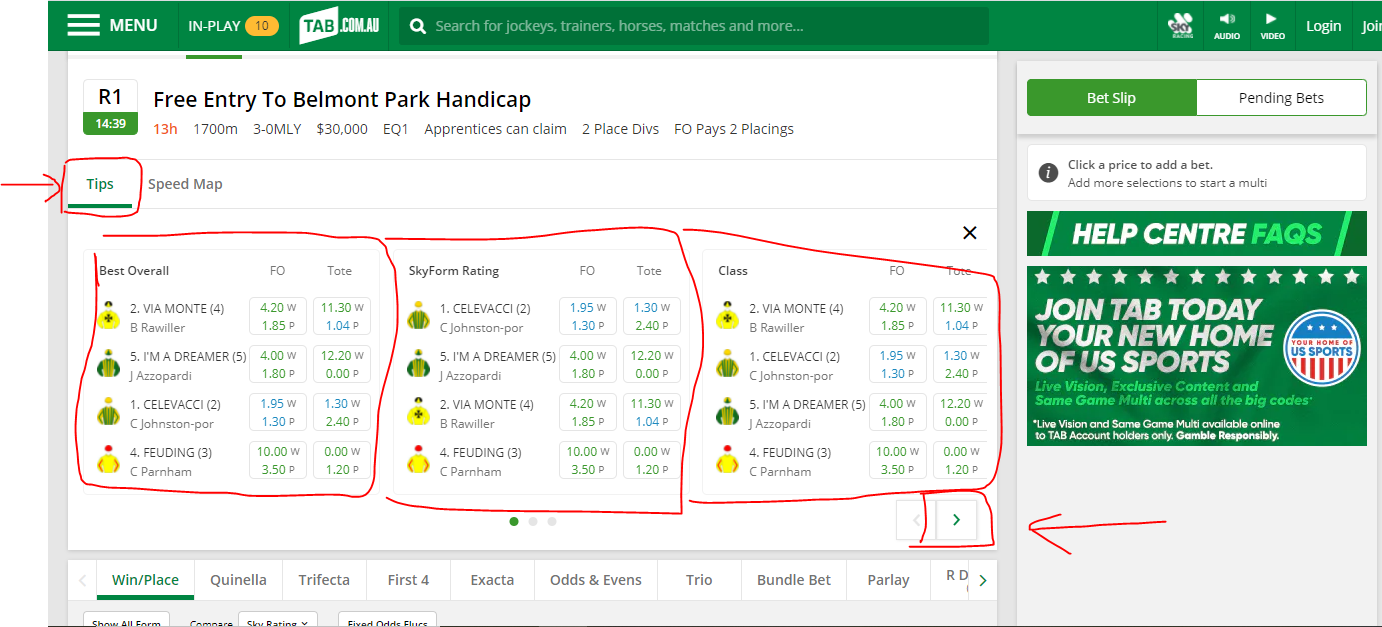 MENU
IN-PLAY 10
TAB.COM.AU
Search for jockeys, trainers, horses, matches and more...
SKY RACING
AUDIO
VIDEO
Login
Joi
R1
14:39
Free Entry To Belmont Park Handicap
13h 1700m 3-0MLY $30,000 EQ1 Apprentices can claim 2 Place Divs FO Pays 2 Placings
Tips
Speed Map
Best Overall FO Tote
2. VIA MONTE (4) 4.20 W 11.30 W
B Rawiller 1.85 P 1.04 P
5. I'M A DREAMER (5) 4.00 W 12.20 W
J Azzopardi 1.80 P 0.00 P
1. CELEVACCI (2) 1.95 W 1.30 W
C Johnston-por 1.30 P 2.40 P
4. FEUDING (3) 10.00 W 0.00 W
C Parnham 3.50 P 1.20 P
SkyForm Rating FO Tote
1. CELEVACCI (2) 1.95 W 1.30 W
C Johnston-por 1.30 P 2.40 P
5. I'M A DREAMER (5) 4.00 W 12.20 W
J Azzopardi 1.80 P 0.00 P
2. VIA MONTE (4) 4.20 W 11.30 W
B Rawiller 1.85 P 1.04 P
4. FEUDING (3) 10.00 W 0.00 W
C Parnham 3.50 P 1.20 P
Class FO Tote
2. VIA MONTE (4) 4.20 W 11.30 W
B Rawiller 1.85 P 1.04 P
1. CELEVACCI (2) 1.95 W 1.30 W
C Johnston-por 1.30 P 2.40 P
5. I'M A DREAMER (5) 4.00 W 12.20 W
J Azzopardi 1.80 P 0.00 P
4. FEUDING (3) 10.00 W 0.00 W
C Parnham 3.50 P 1.20 P
Win/Place Quinella Trifecta First 4 Exacta Odds & Evens Trio Bundle Bet Parlay R D
Show All Form Compare Sky Rating Fixed Odds Flucs
Bet Slip
Pending Bets
Click a price to add a bet.
Add more selections to start a multi
HELP CENTRE FAQS
JOIN TAB TODAY
YOUR NEW HOME
OF US SPORTS
YOUR HOME OF
US SPORTS
Live Vision, Exclusive Content and
Same Game Multi across all the big codes*
*Live Vision and Same Game Multi available online
to TAB Account holders only. Gamble Responsibly.